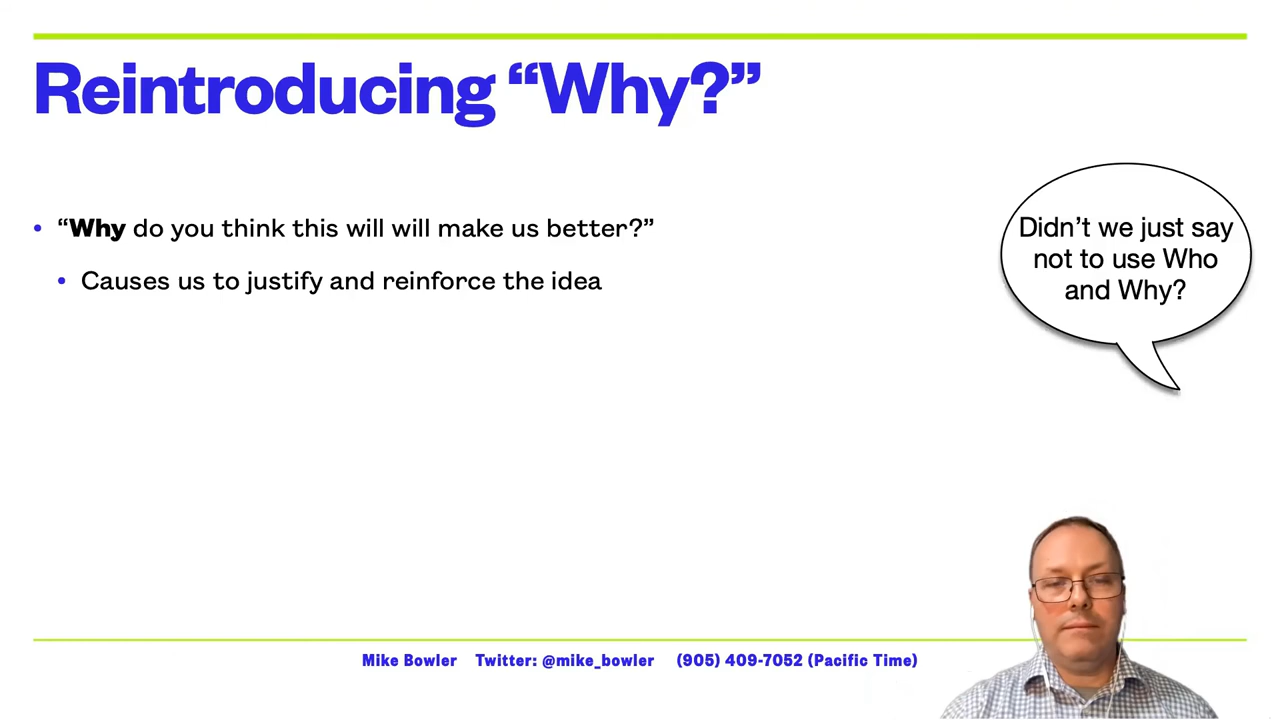 Reintroducing “Why?”
• “Why do you think this will will make us better?”
• Causes us to justify and reinforce the idea
Didn’t we just say
not to use Who
and Why?
Mike Bowler Twitter: @mike_bowler (905) 409-7052 (Pacific Time)